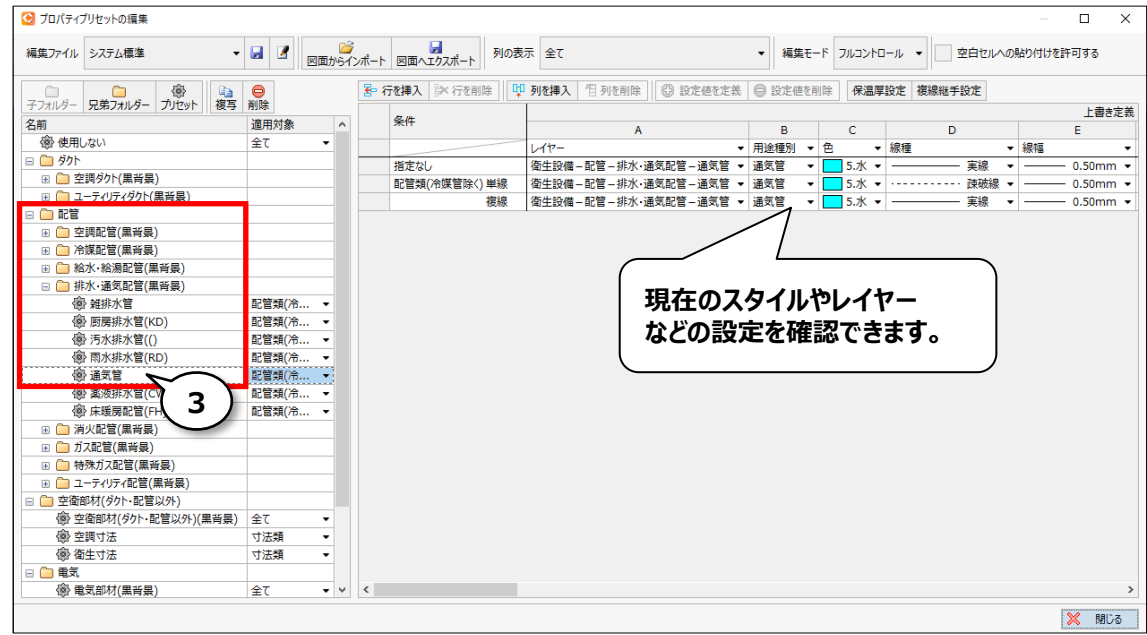 プロパティプリセットの編集
編集ファイル システム標準 図面からインポート 図面へエクスポート 列の表示 全て 編集モード フルコントロール 空白セルへの貼り付けを許可する
子フォルダー 兄弟フォルダー プリセット 複写 削除
行を挿入 行を削除 列を挿入 列を削除 設定値を定義 設定値を削除 保温厚設定 複線継手設定
名前 適用対象
使用しない 全て
ダクト
空調ダクト(黒背景)
ユーティリティダクト(黒背景)
配管
空調配管(黒背景)
冷媒配管(黒背景)
給水・給湯配管(黒背景)
排水・通気配管(黒背景)
雑排水管 配管類(冷...
厨房排水管(KD) 配管類(冷...
汚水排水管(() 配管類(冷...
雨水排水管(RD) 配管類(冷...
通気管 配管類(冷...
薬液排水管(C 配管類(冷...
床暖房配管(FH 配管類(冷...
消火配管(黒背景)
ガス配管(黒背景)
特殊ガス配管(黒背景)
ユーティリティ配管(黒背景)
空衛部材(ダクト・配管以外)
空衛部材(ダクト・配管以外)(黒背景) 全て
空調寸法 寸法類
衛生寸法 寸法類
電気
電気部材(黒背景) 全て
3
条件 上書き定義
A B C D E
レイヤー 用途種別 色 線種 線幅
指定なし 衛生設備－配管－排水・通気配管－通気管 通気管 5.水 実線 0.50mm
配管類(冷媒管除く) 単線 衛生設備－配管－排水・通気配管－通気管 通気管 5.水 疎破線 0.50mm
複線 衛生設備－配管－排水・通気配管－通気管 通気管 5.水 実線 0.50mm
現在のスタイルやレイヤー
などの設定を確認できます。
閉じる